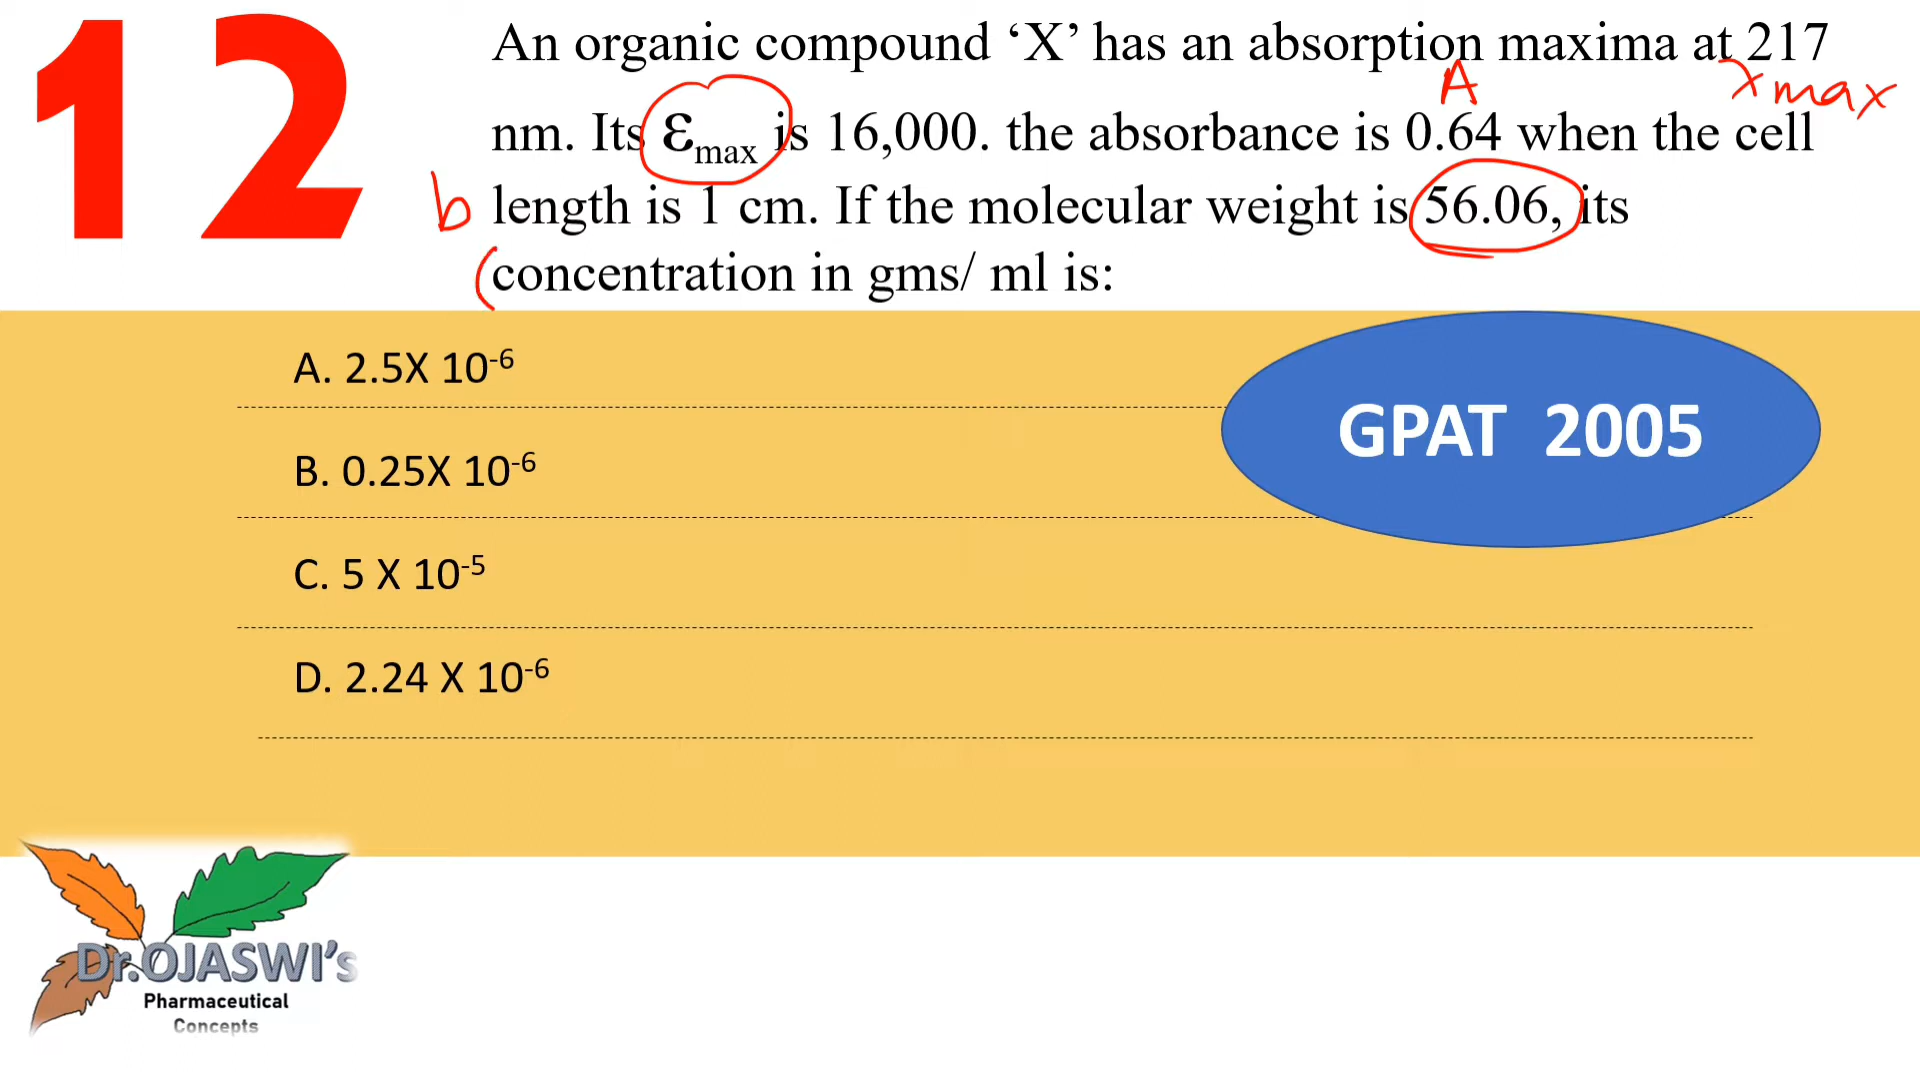 12
An organic compound ‘X’ has an absorption maxima at 217
A
λmax
nm. Its εmax is 16,000. the absorbance is 0.64 when the cell
b
length is 1 cm. If the molecular weight is 56.06, its
concentration in gms/ ml is:
A. 2.5X 10-6
GPAT 2005
B. 0.25X 10-6
C. 5 X 10-5
D. 2.24 X 10-6
Dr.OJASWI’s
Pharmaceutical
Concepts